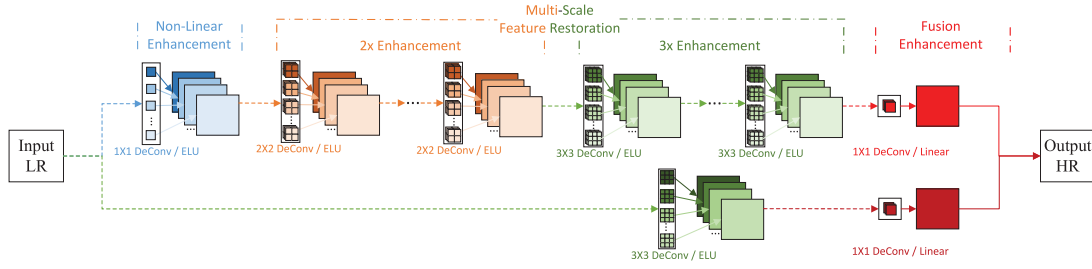 Multi-Scale
Feature Restoration
Non-Linear
Enhancement
2x Enhancement
3x Enhancement
Fusion
Enhancement
Input
LR
1X1 DeConv / ELU
2X2 DeConv / ELU
2X2 DeConv / ELU
3X3 DeConv / ELU
3X3 DeConv / ELU
1X1 DeConv / Linear
Output
HR
3X3 DeConv / ELU
1X1 DeConv / Linear